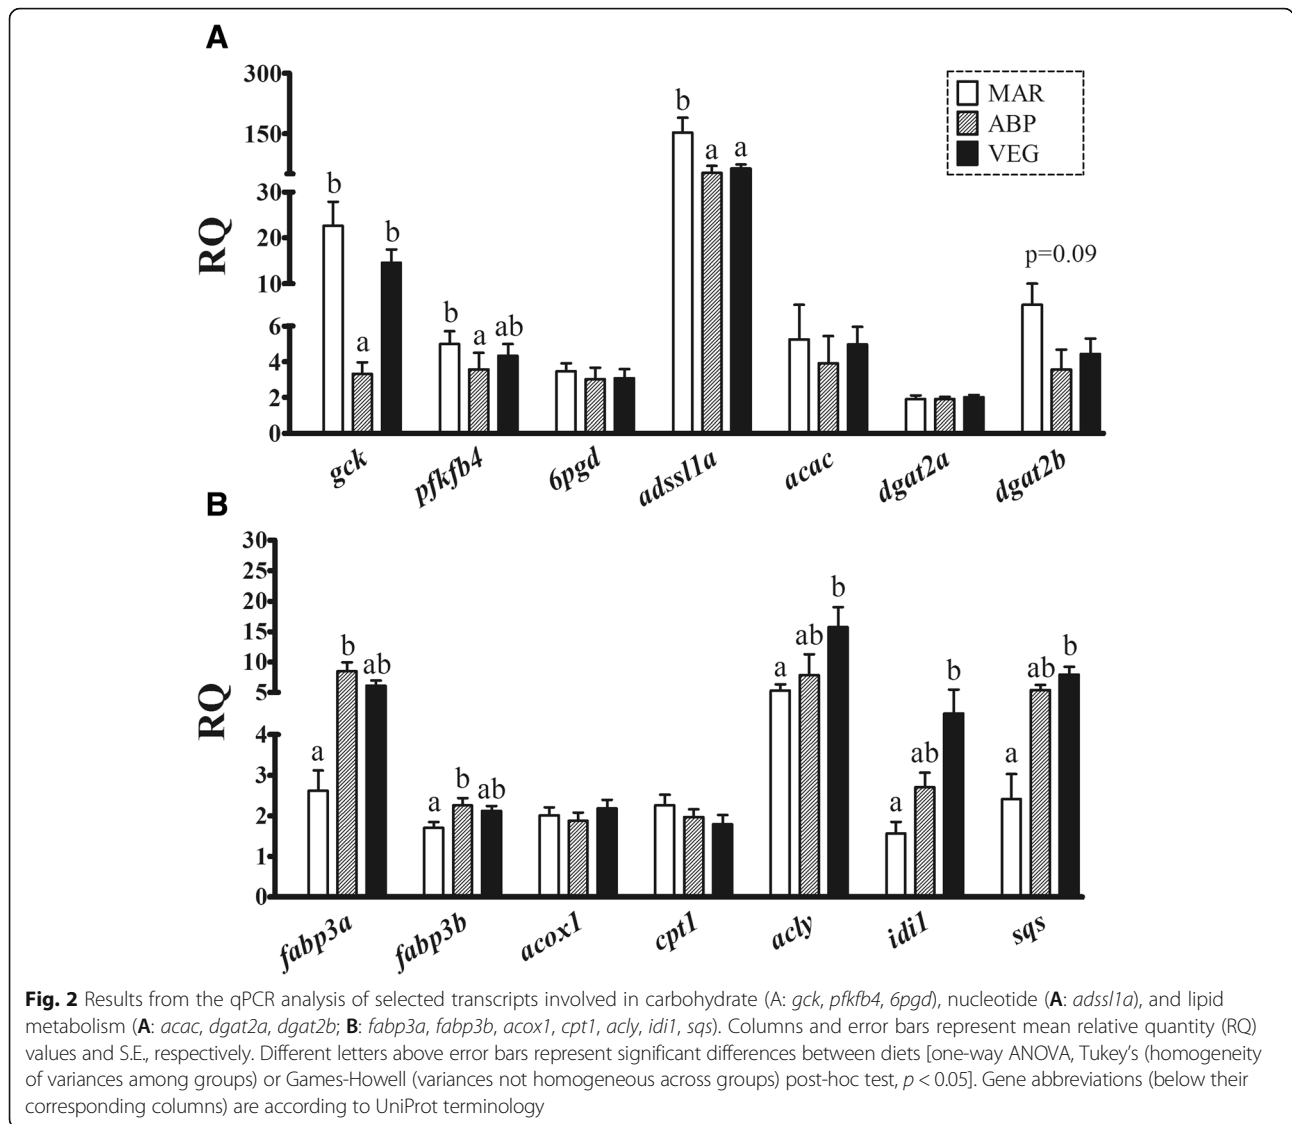 A
300
150
30
20
10
6
4
2
0
RQ
MAR
ABP
VEG
b
a
b
b
a
ab
b
a
a
p=0.09
gck
pfkfb4
6pgd
adssl1a
acac
dgat2a
dgat2b
B
30
25
20
15
10
5
4
3
2
1
0
RQ
a
b
ab
a
b
ab
a
ab
b
a
ab
b
a
ab
b
fabp3a
fabp3b
acox1
cpt1
acly
idi1
sqs
Fig. 2 Results from the qPCR analysis of selected transcripts involved in carbohydrate (A: gck, pfkfb4, 6pgd), nucleotide (A: adssl1a), and lipid
metabolism (A: acac, dgat2a, dgat2b; B: fabp3a, fabp3b, acox1, cpt1, acly, idi1, sqs). Columns and error bars represent mean relative quantity (RQ)
values and S.E., respectively. Different letters above error bars represent significant differences between diets [one-way ANOVA, Tukey's (homogeneity
of variances among groups) or Games-Howell (variances not homogeneous across groups) post-hoc test, p < 0.05]. Gene abbreviations (below their
corresponding columns) are according to UniProt terminology